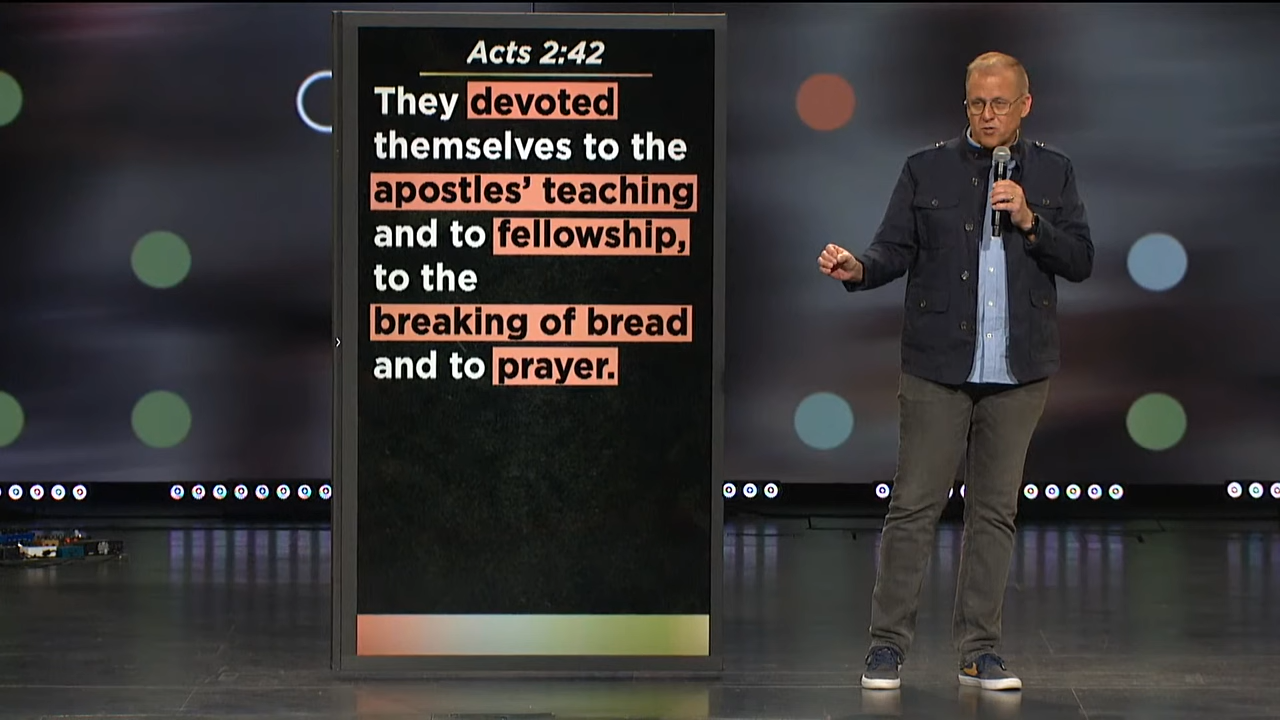 Acts 2:42
They devoted
themselves to the
apostles’ teaching
and to fellowship,
to the
breaking of bread
and to prayer.